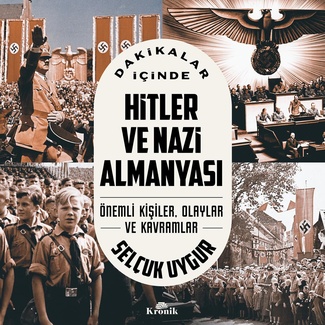 DAKİKALAR
İÇİNDE
HİTLER
VE NAZİ
ALMANYASI
ÖNEMLİ KİŞİLER, OLAYLAR
VE KAVRAMLAR
SELÇUK UYGUR
Kronik